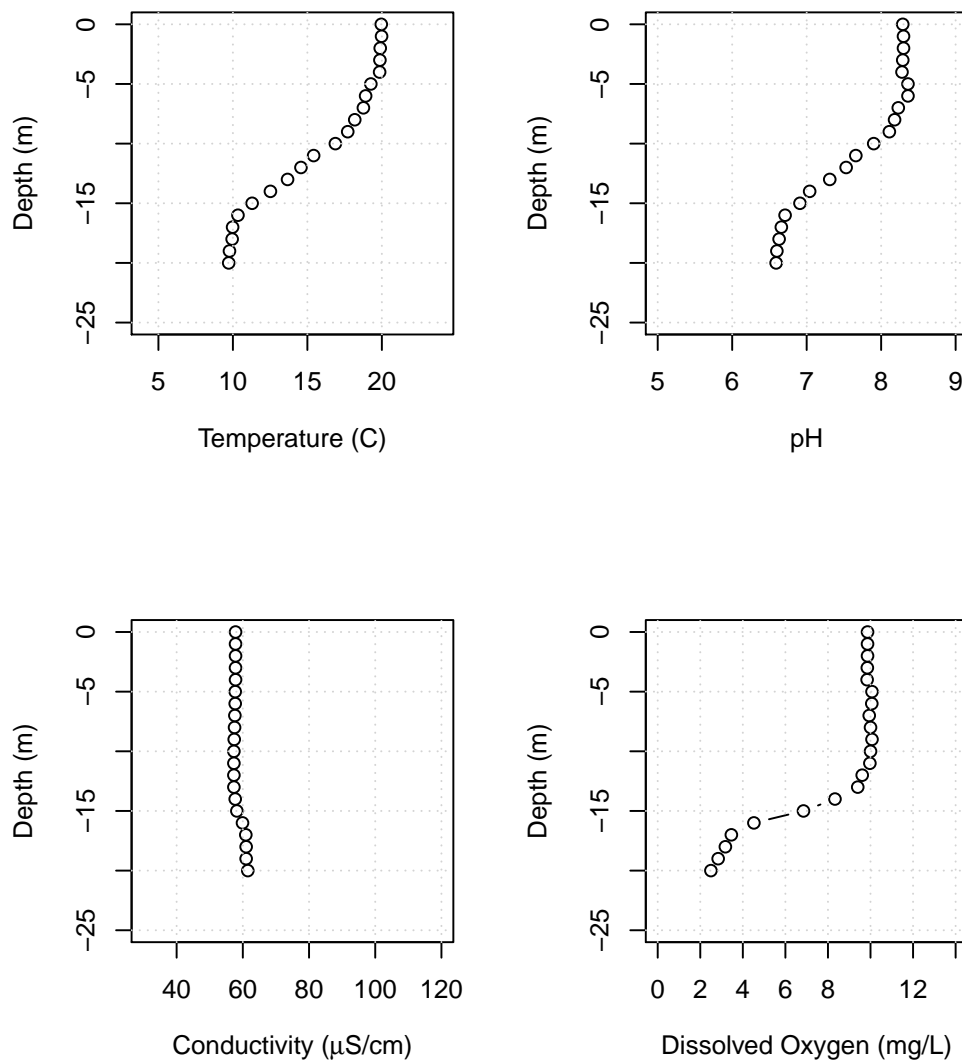 0
−5
−15
−25
Depth (m)
5 10 15 20
Temperature (C)
0
−5
−15
−25
Depth (m)
5 6 7 8 9
pH
0
−5
−15
−25
Depth (m)
40 60 80 100 120
Conductivity (μS/cm)
0
−5
−15
−25
Depth (m)
0 2 4 6 8 12
Dissolved Oxygen (mg/L)